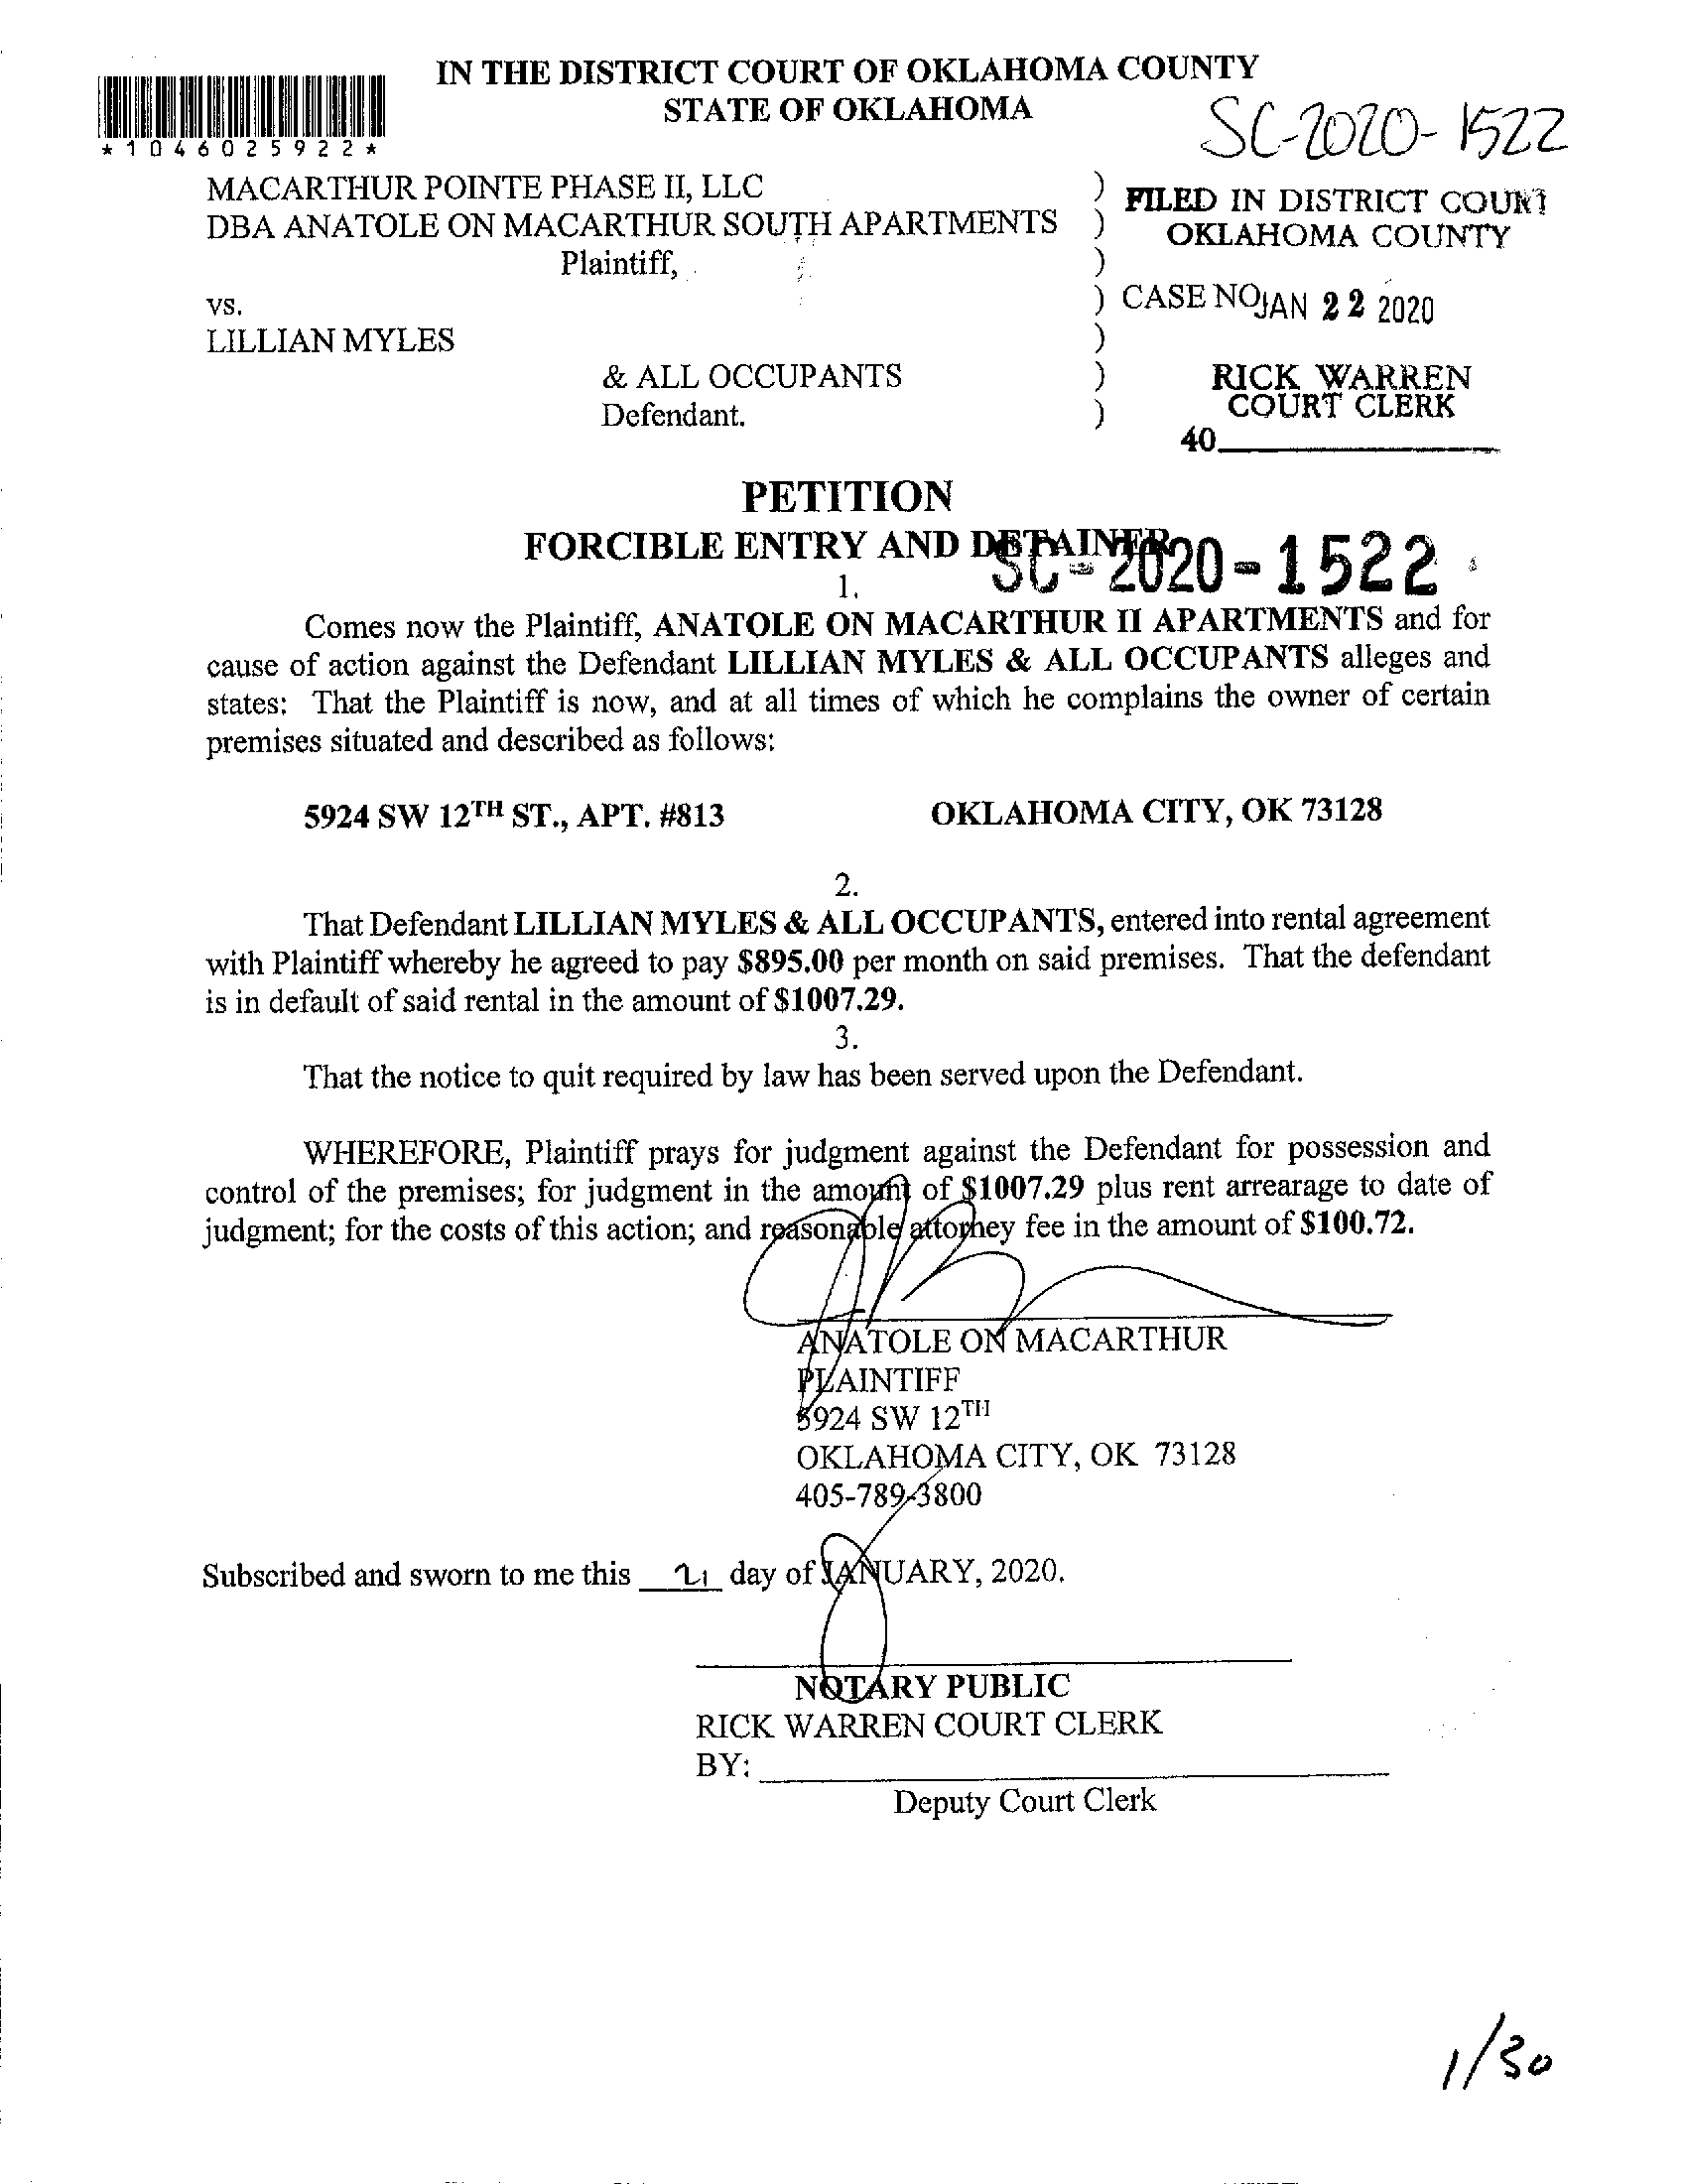 IN THE DISTRICT COURT OF OKLAHOMA COUNTY
STATE OF OKLAHOMA
SC-2020-1522
*1046025922*
MACARTHUR POINTE PHASE II, LLC )
DBA ANATOLE ON MACARTHUR SOUTH APARTMENTS )
Plaintiff, )
vs. )
LILLIAN MYLES )
& ALL OCCUPANTS )
Defendant. )
FILED IN DISTRICT COURT
OKLAHOMA COUNTY
CASE NO JAN 22 2020
RICK WARREN
COURT CLERK
40
PETITION
FORCIBLE ENTRY AND DETAINER
SC-2020-1522
1.
Comes now the Plaintiff, ANATOLE ON MACARTHUR II APARTMENTS and for
cause of action against the Defendant LILLIAN MYLES & ALL OCCUPANTS alleges and
states: That the Plaintiff is now, and at all times of which he complains the owner of certain
premises situated and described as follows:
5924 SW 12TH ST., APT. #813 OKLAHOMA CITY, OK 73128
2.
That Defendant LILLIAN MYLES & ALL OCCUPANTS, entered into rental agreement
with Plaintiff whereby he agreed to pay $895.00 per month on said premises. That the defendant
is in default of said rental in the amount of $1007.29.
3.
That the notice to quit required by law has been served upon the Defendant.
WHEREFORE, Plaintiff prays for judgment against the Defendant for possession and
control of the premises; for judgment in the amount of $1007.29 plus rent arrearage to date of
judgment; for the costs of this action; and reasonable attorney fee in the amount of $100.72.
ANATOLE ON MACARTHUR
PLAINTIFF
5924 SW 12TH
OKLAHOMA CITY, OK 73128
405-789-3800
Subscribed and sworn to me this 21 day of JANUARY, 2020.
NOTARY PUBLIC
RICK WARREN COURT CLERK
BY:
Deputy Court Clerk
1/30